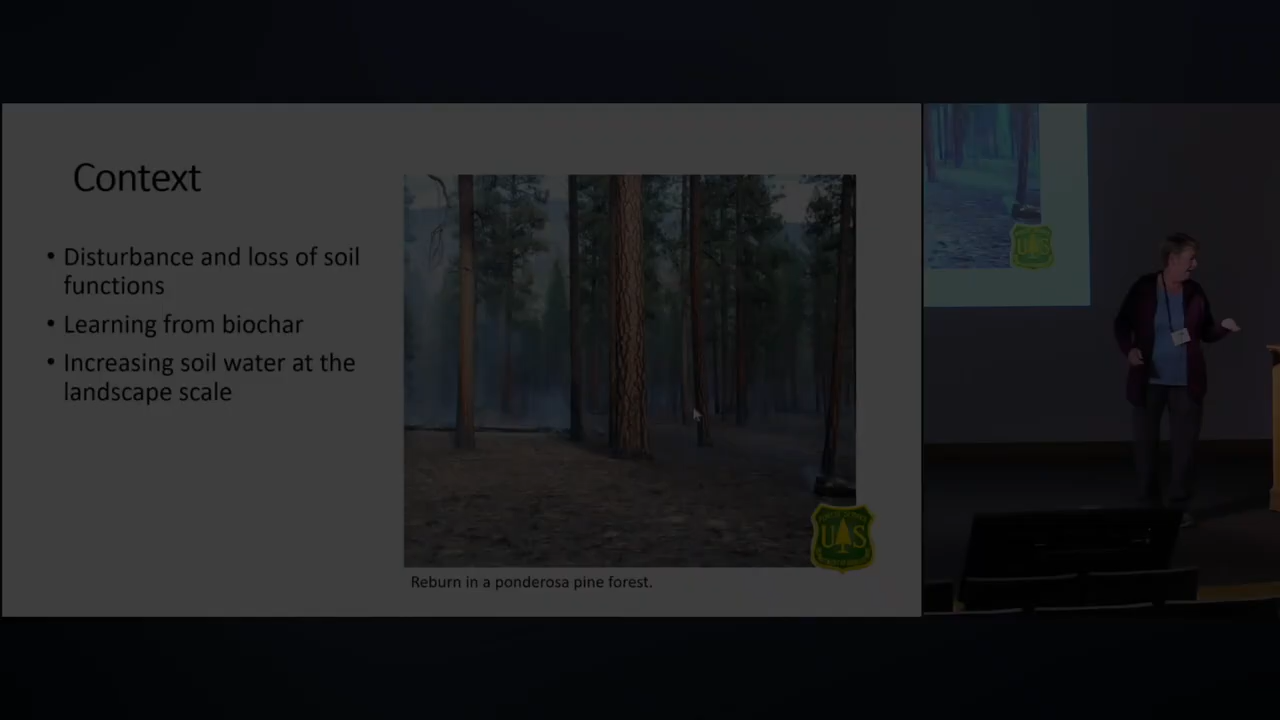 Context
• Disturbance and loss of soil
functions
• Learning from biochar
• Increasing soil water at the
landscape scale
U S
Reburn in a ponderosa pine forest.
U S